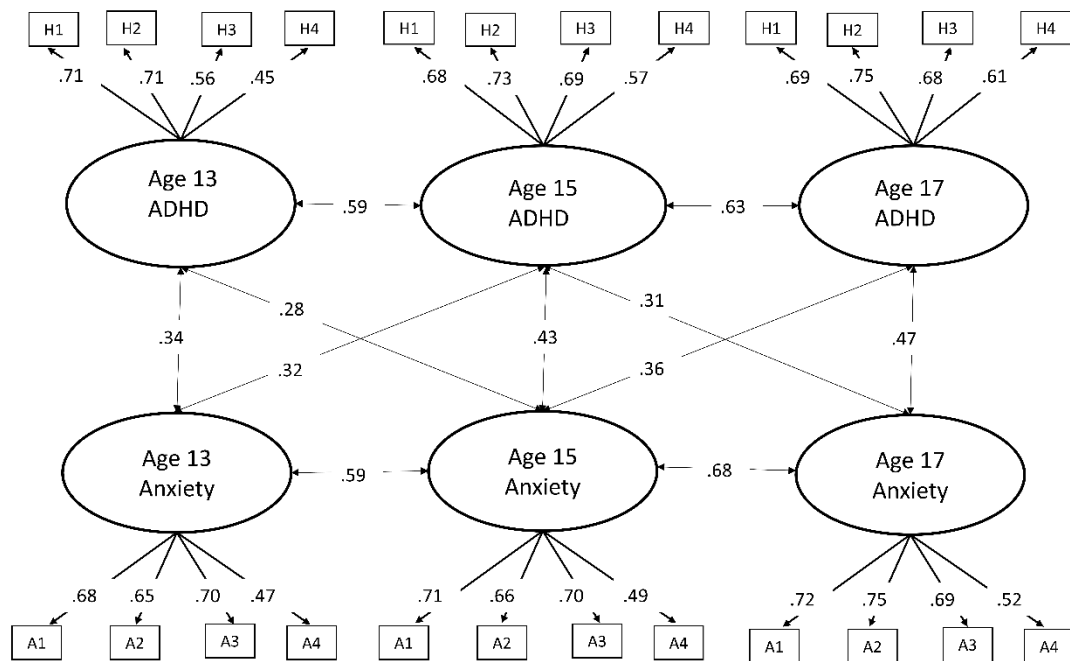 H1 H2 H3 H4 H1 H2 H3 H4 H1 H2 H3 H4
.71 .71 .56 .45 .68 .73 .69 .57 .69 .75 .68 .61
Age 13
ADHD
.59
Age 15
ADHD
.63
Age 17
ADHD
.28
.31
.34
.43
.47
.32
.36
Age 13
Anxiety
.59
Age 15
Anxiety
.68
Age 17
Anxiety
.68 .65 .70 .47 .71 .66 .70 .49 .72 .75 .69 .52
A1 A2 A3 A4 A1 A2 A3 A4 A1 A2 A3 A4